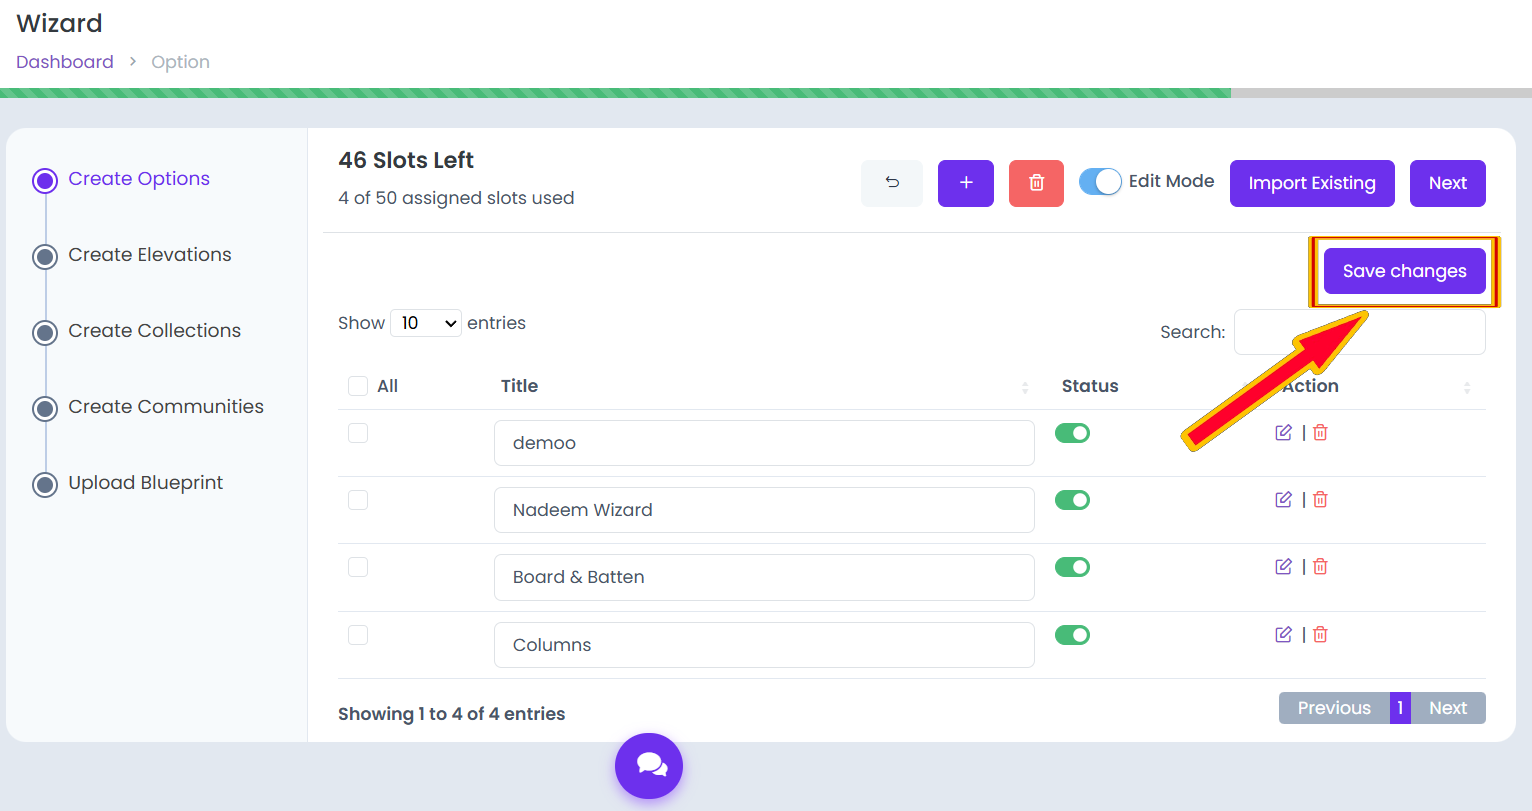 Wizard
Dashboard > Option
Create Options
Create Elevations
Create Collections
Create Communities
Upload Blueprint
46 Slots Left
4 of 50 assigned slots used
+
Edit Mode
Import Existing
Next
Save changes
Show 10 entries
Search:
All Title Status Action
demoo |
Nadeem Wizard |
Board & Batten |
Columns |
Showing 1 to 4 of 4 entries
Previous 1 Next